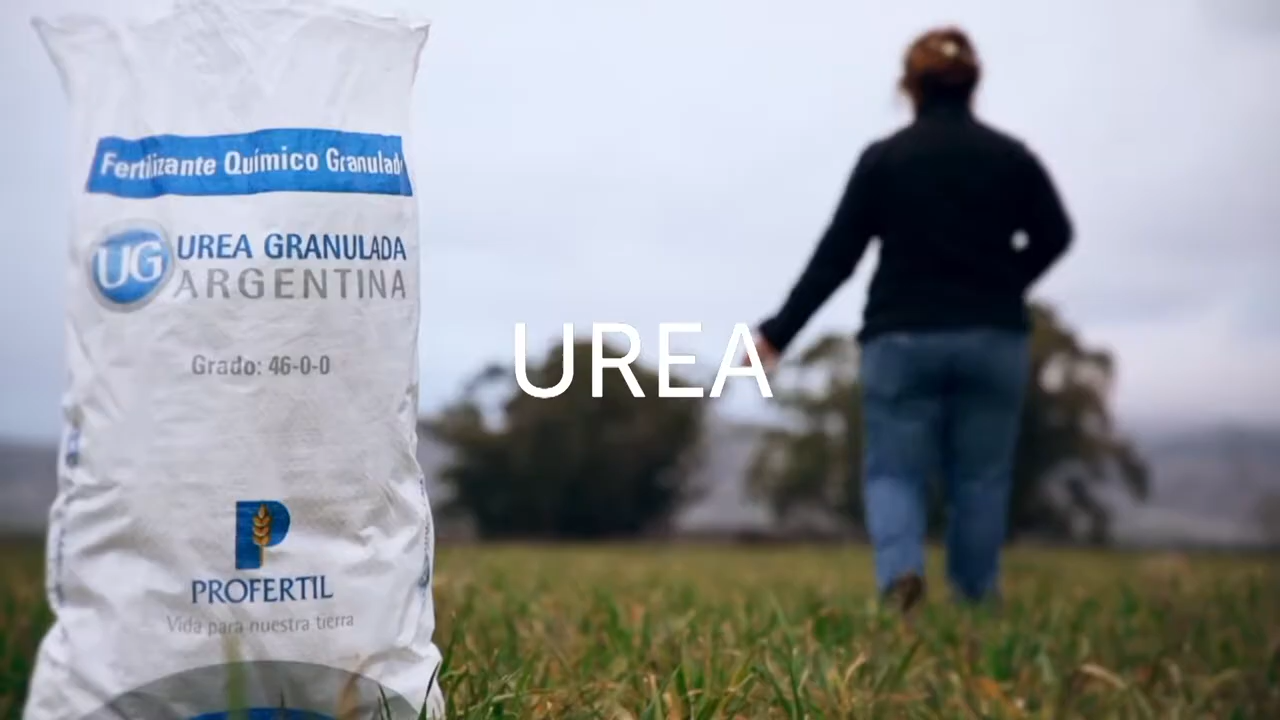 Fertilizante Químico Granulado
UG
UREA GRANULADA
ARGENTINA
Grado: 46-0-0
UREA
PROFERTIL
Vida para nuestra tierra